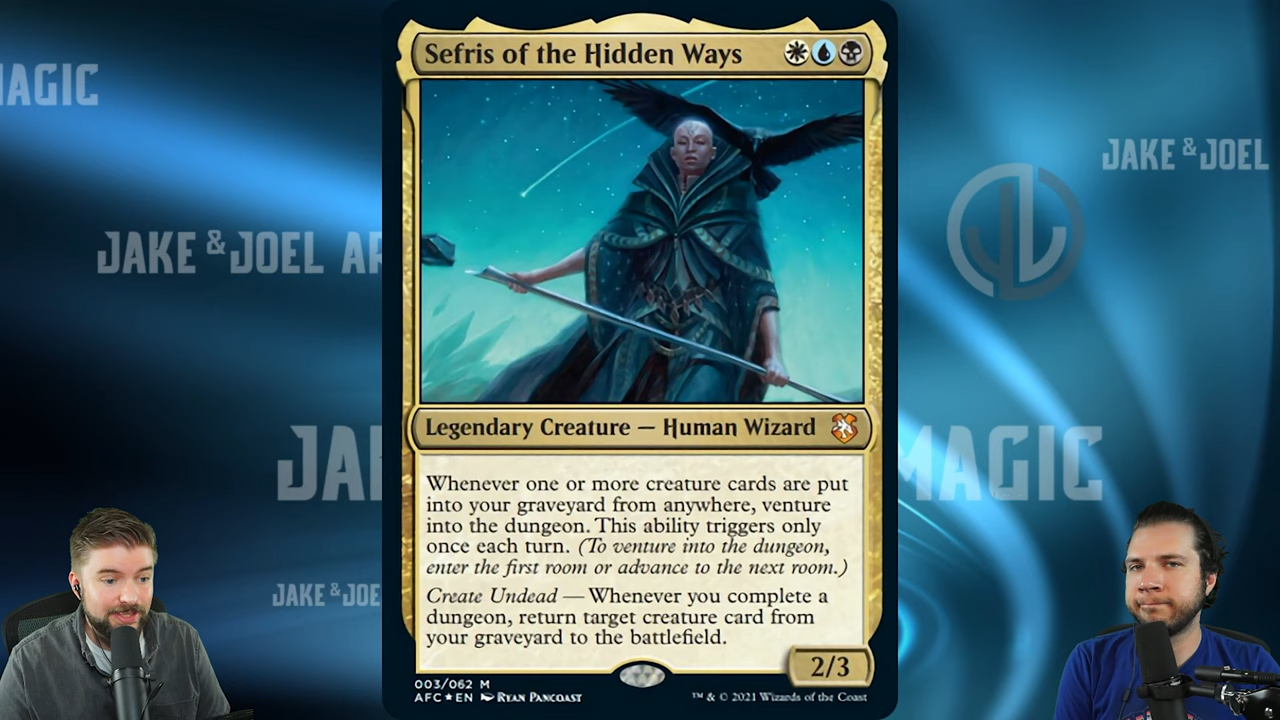 MAGIC
JAKE & JOEL
JAKE & JOEL AR
JAK
MAGIC
JAKE & JOE
Sefris of the Hidden Ways
Legendary Creature — Human Wizard
Whenever one or more creature cards are put
into your graveyard from anywhere, venture
into the dungeon. This ability triggers only
once each turn. (To venture into the dungeon,
enter the first room or advance to the next room.)
Create Undead — Whenever you complete a
dungeon, return target creature card from
your graveyard to the battlefield.
2/3
003/062 M
AFC ★ EN RYAN PANCOAST
™ & © 2021 Wizards of the Coast